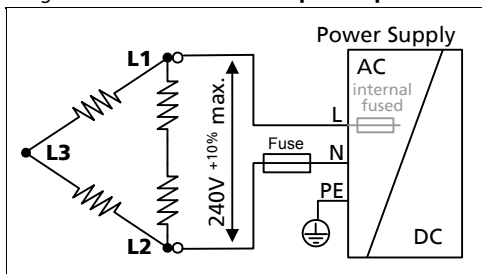 Power Supply
L1
AC
internal
fused
240V +10% max.
L
Fuse
N
L3
PE
L2
DC